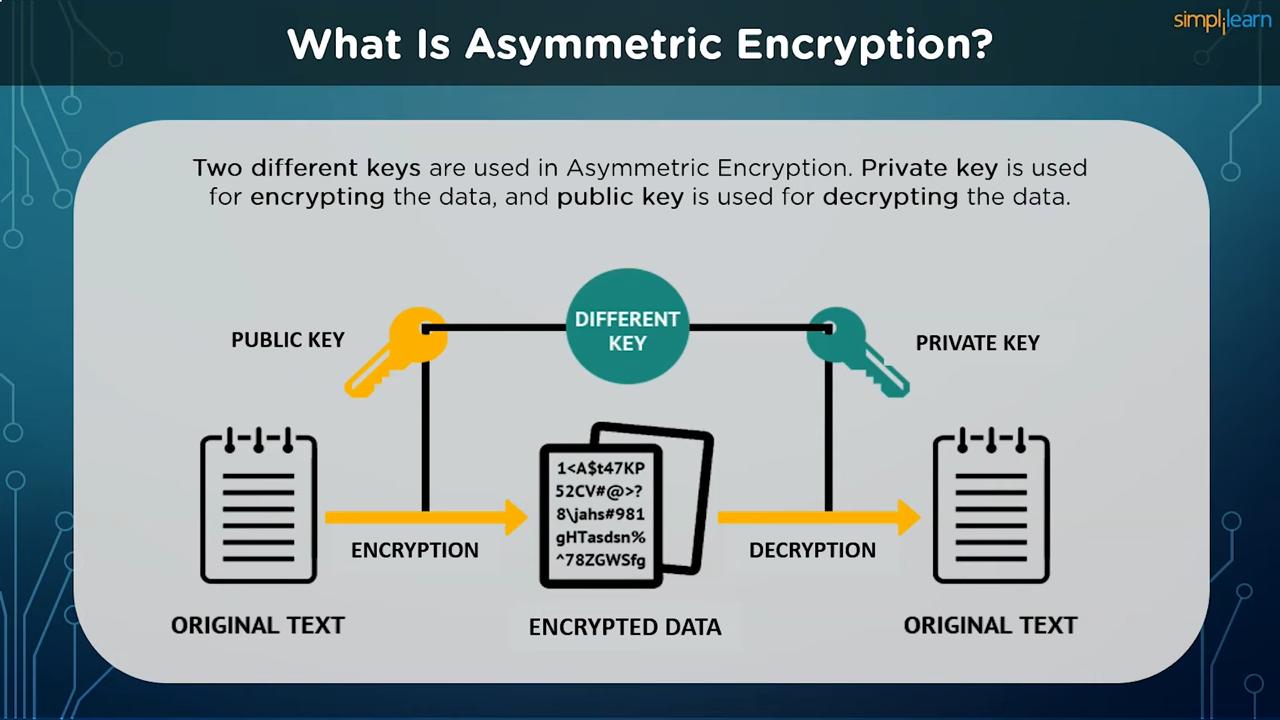 simplilearn
What Is Asymmetric Encryption?
Two different keys are used in Asymmetric Encryption. Private key is used
for encrypting the data, and public key is used for decrypting the data.
DIFFERENT
KEY
PUBLIC KEY
PRIVATE KEY
1<A$t47KP
52CV#@>?
8\jahs#981
gHTasdsn%
^78ZGWSfg
ENCRYPTION
DECRYPTION
ORIGINAL TEXT
ENCRYPTED DATA
ORIGINAL TEXT